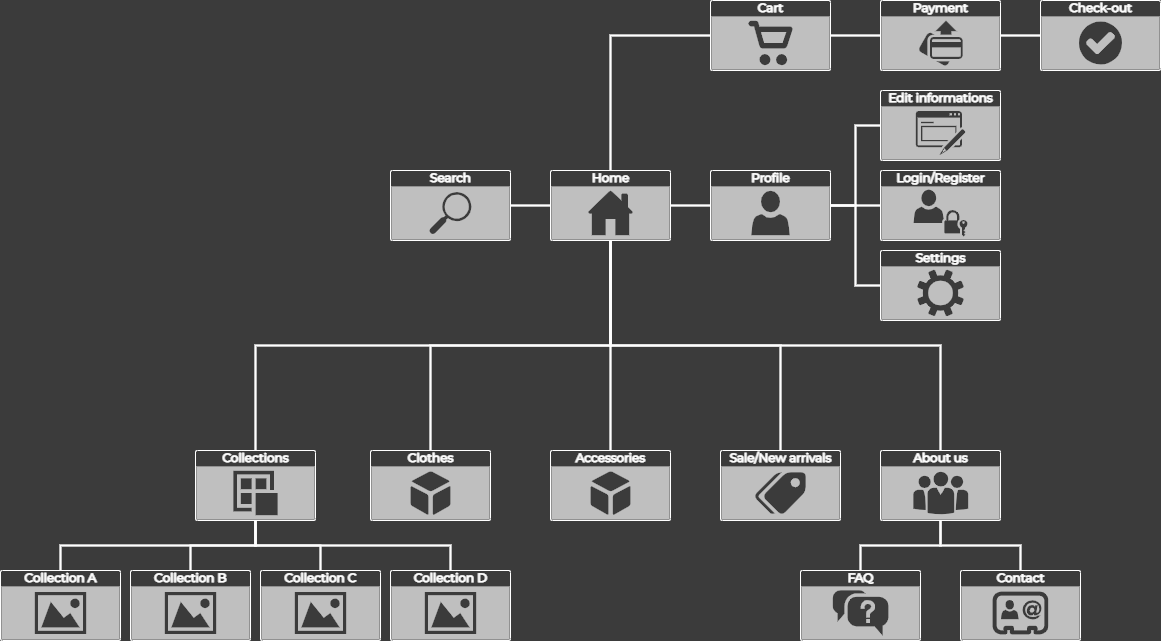 Cart
Payment
Check-out
Edit informations
Search
Home
Profile
Login/Register
Settings
Collections
Clothes
Accessories
Sale/New arrivals
About us
Collection A
Collection B
Collection C
Collection D
FAQ
?
Contact
@